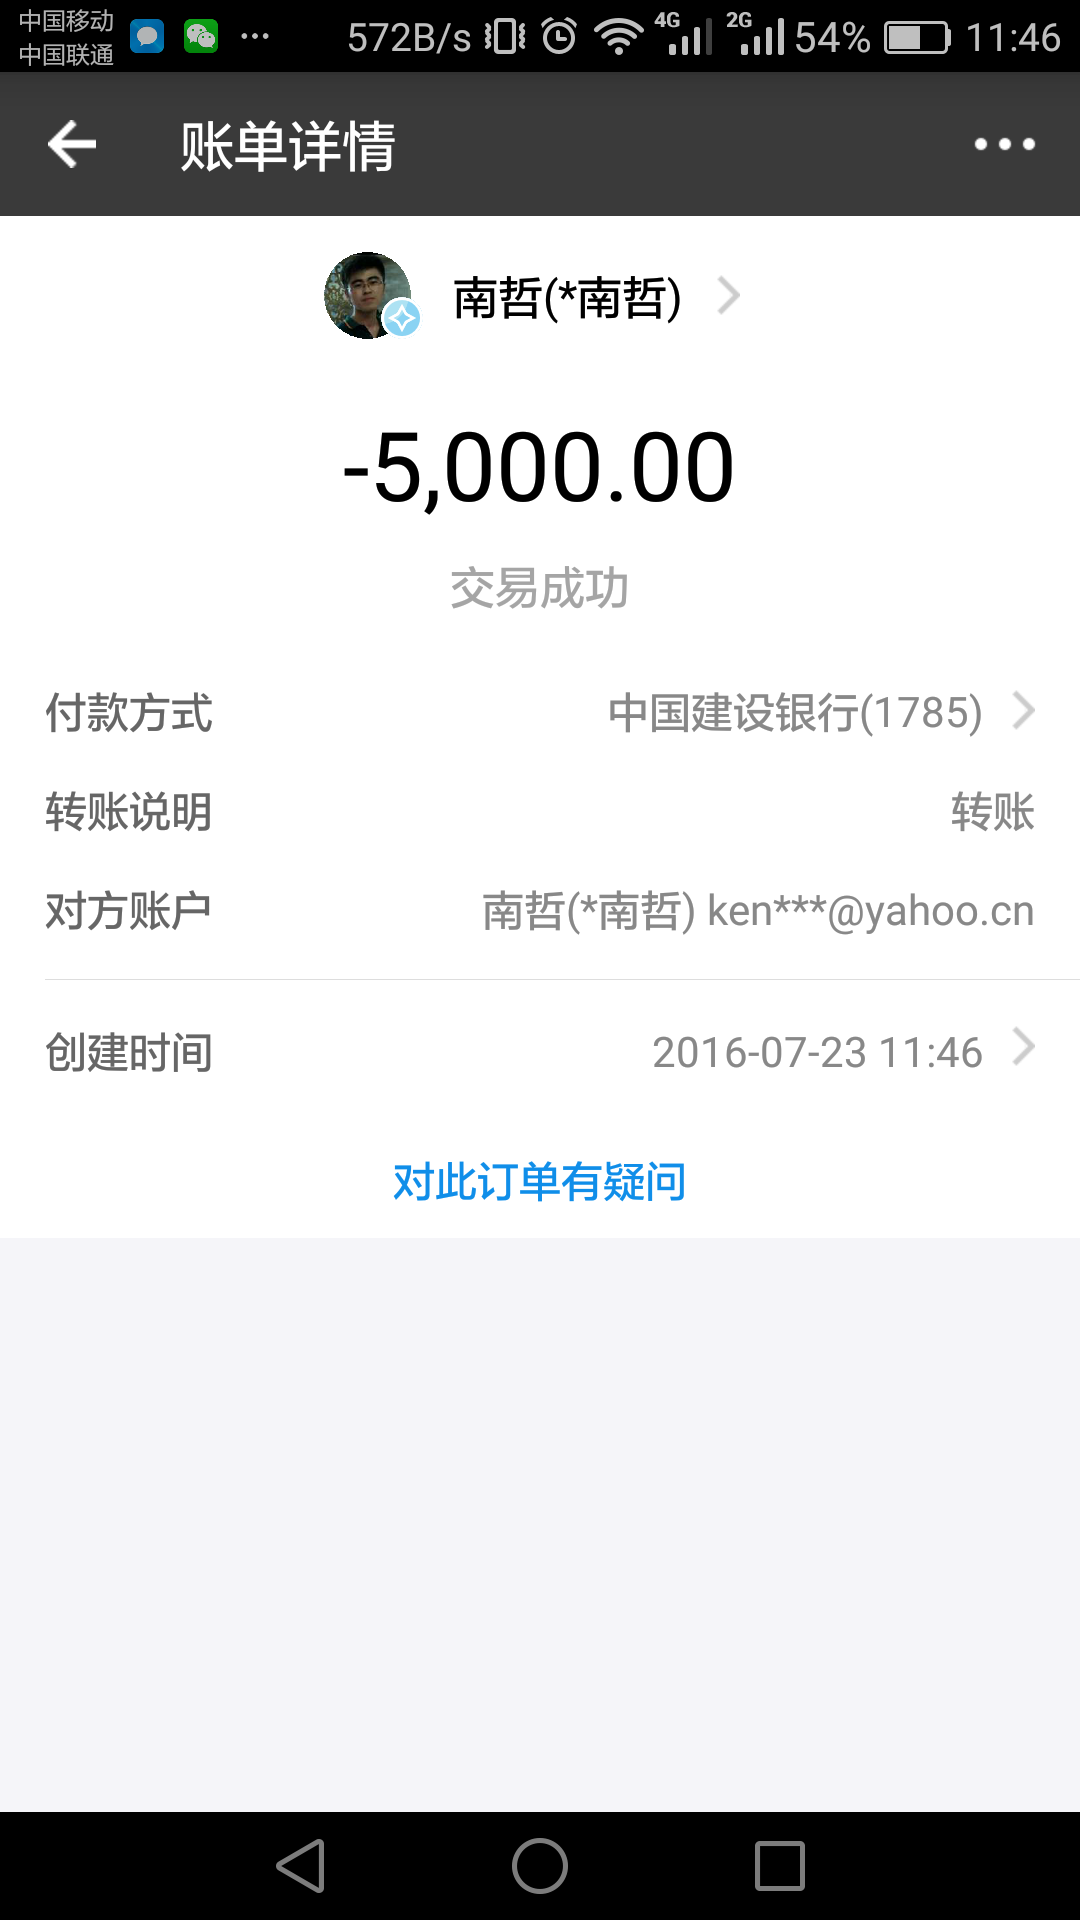 中国移动
中国联通
572B/s 4G 2G 54% 11:46
账单详情
南哲(*南哲)
-5,000.00
交易成功
付款方式 中国建设银行(1785)
转账说明 转账
对方账户 南哲(*南哲) ken***@yahoo.cn
创建时间 2016-07-23 11:46
对此订单有疑问